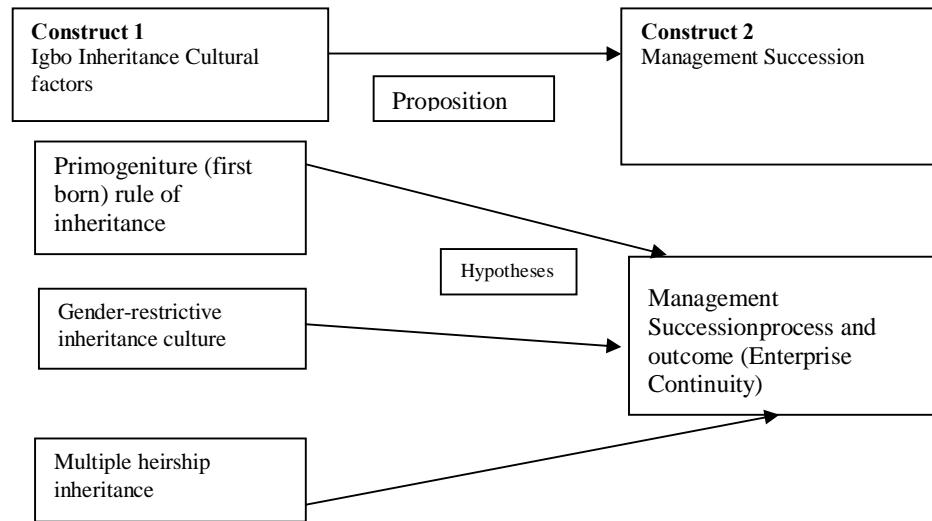 Construct 1
Igbo Inheritance Cultural
factors
Construct 2
Management Succession
Proposition
Primogeniture (first
born) rule of
inheritance
Hypotheses
Gender-restrictive
inheritance culture
Management
Successionprocess and
outcome (Enterprise
Continuity)
Multiple heirship
inheritance